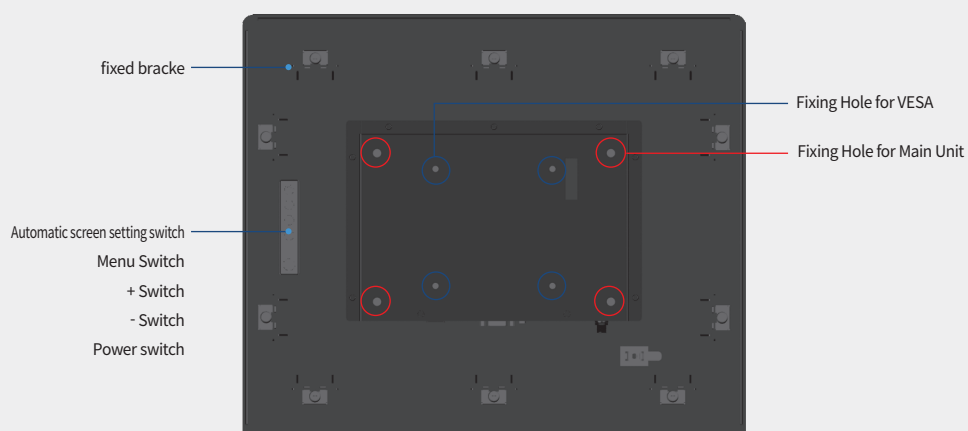 fixed bracke
Fixing Hole for VESA
Fixing Hole for Main Unit
Automatic screen setting switch
Menu Switch
+ Switch
- Switch
Power switch